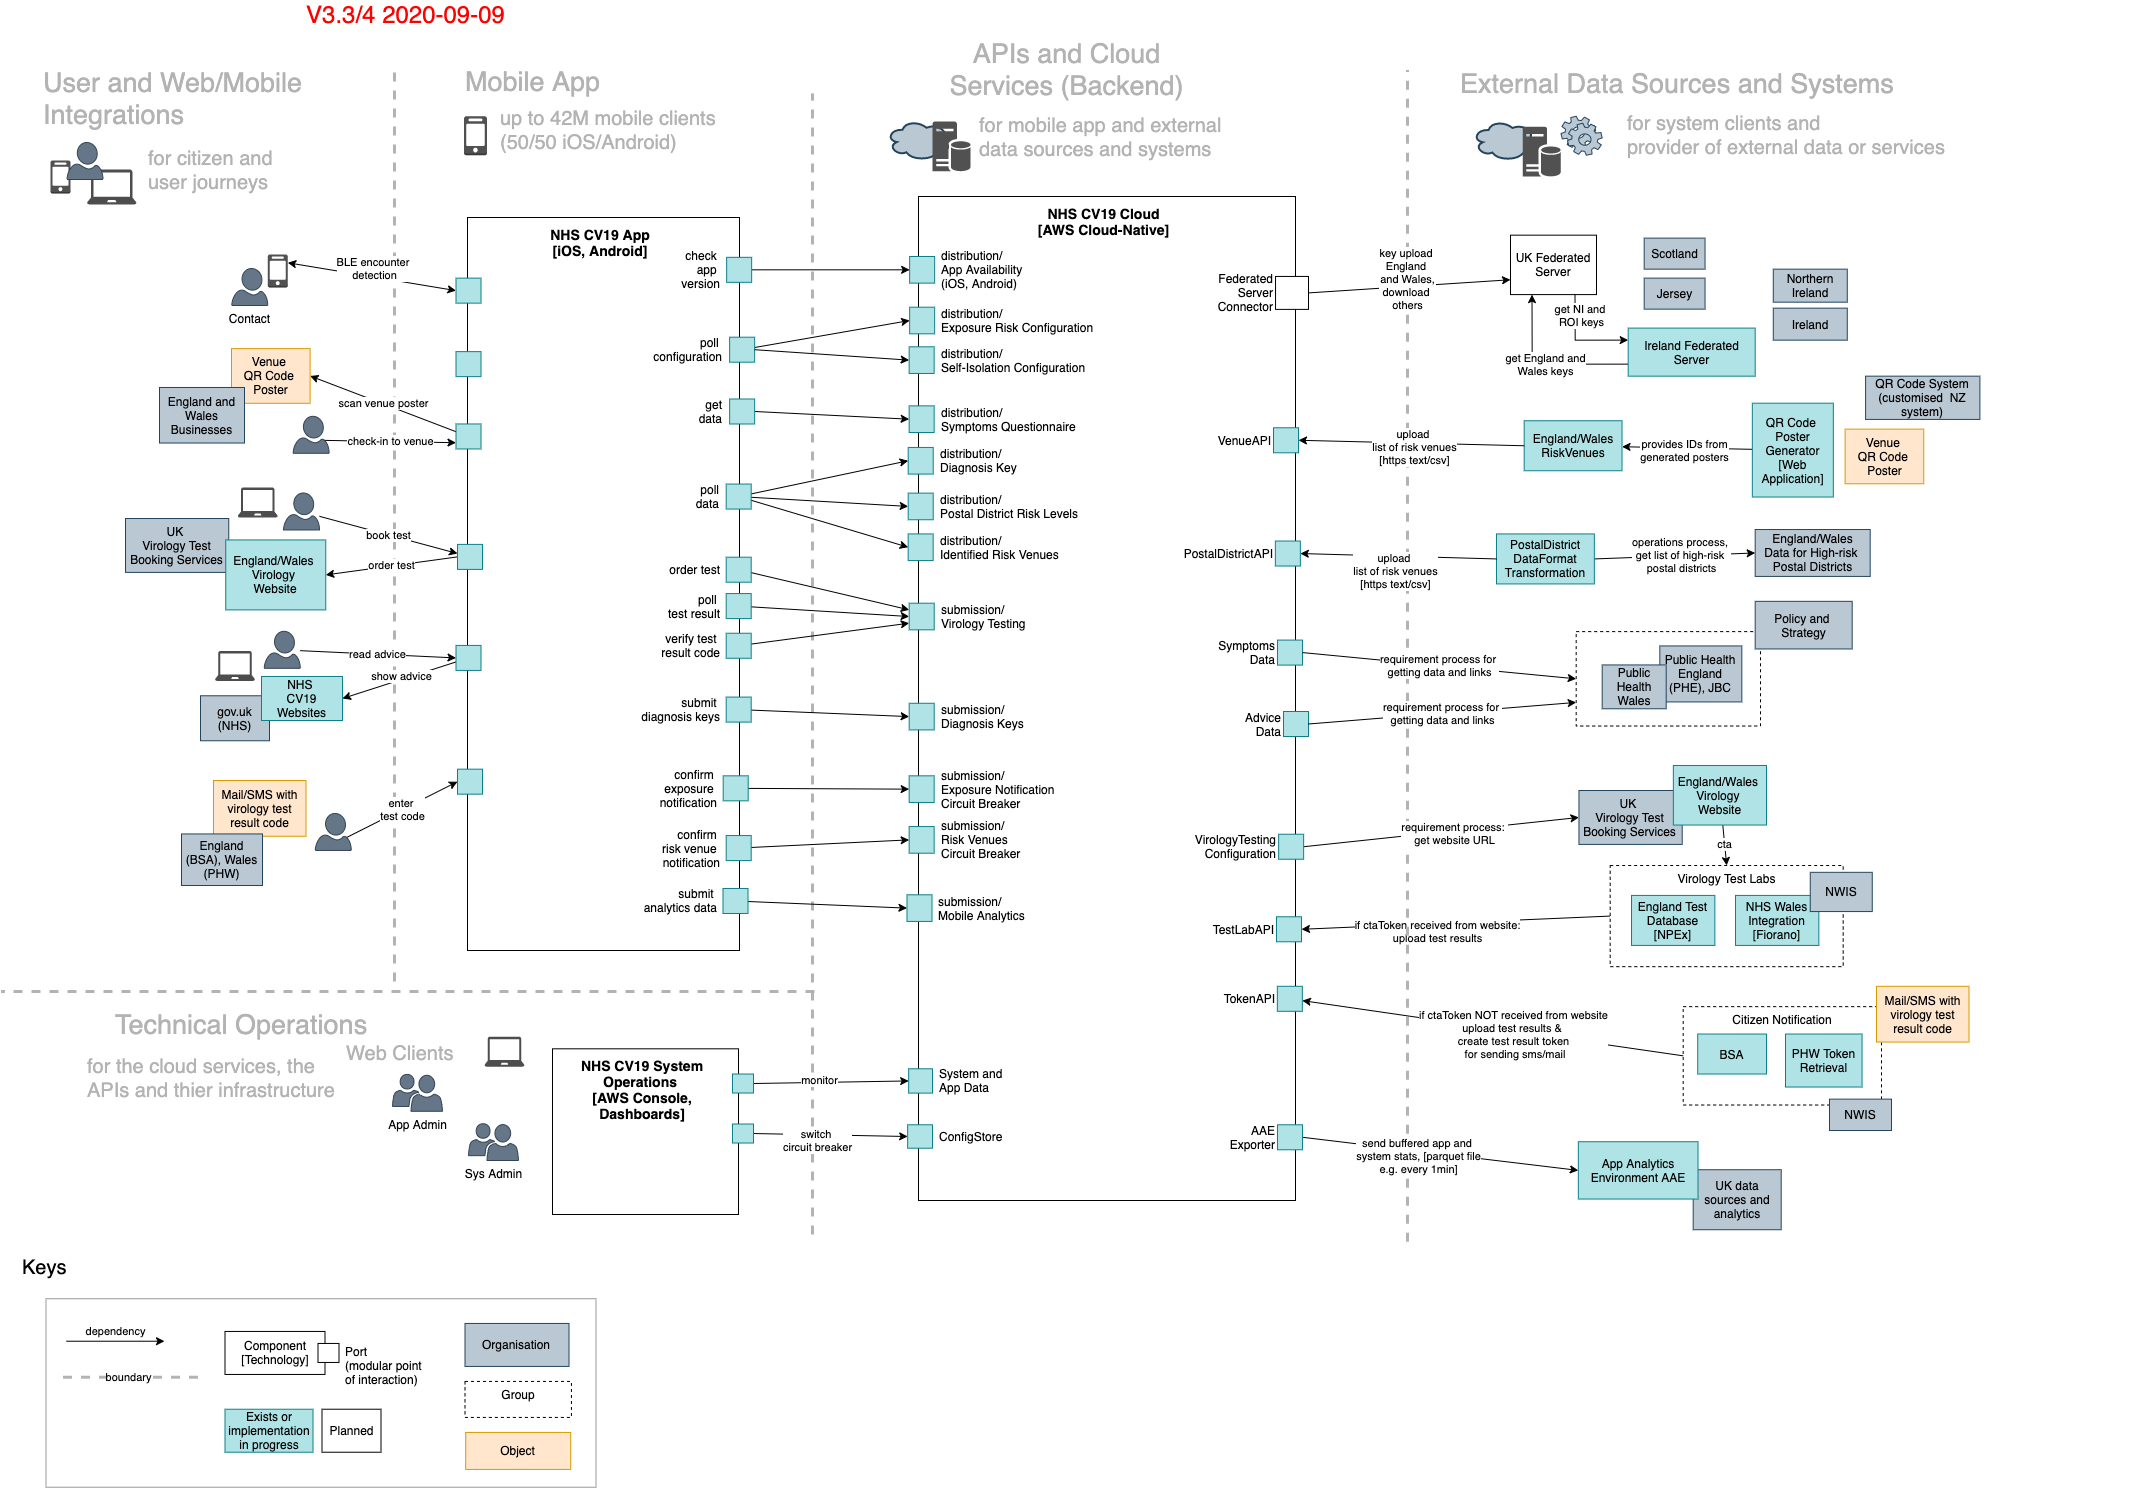 V3.3/4 2020-09-09
User and Web/Mobile
Integrations
for citizen and
user journeys
Mobile App
up to 42M mobile clients
(50/50 iOS/Android)
APIs and Cloud
Services (Backend)
for mobile app and external
data sources and systems
External Data Sources and Systems
for system clients and
provider of external data or services
Contact
BLE encounter
detection
Venue
QR Code
Poster
England and
Wales
Businesses
scan venue poster
check-in to venue
UK
Virology Test
Booking Services
England/Wales
Virology
Website
book test
order test
read advice
show advice
NHS
CV19
Websites
gov.uk
(NHS)
Mail/SMS with
virology test
result code
England
(BSA), Wales
(PHW)
enter
test code
NHS CV19 App
[iOS, Android]
check
app
version
poll
configuration
get
data
poll
data
order test
poll
test result
verify test
result code
submit
diagnosis keys
confirm
exposure
notification
confirm
risk venue
notification
submit
analytics data
NHS CV19 Cloud
[AWS Cloud-Native]
distribution/
App Availability
(iOS, Android)
distribution/
Exposure Risk Configuration
distribution/
Self-Isolation Configuration
distribution/
Symptoms Questionnaire
distribution/
Diagnosis Key
distribution/
Postal District Risk Levels
distribution/
Identified Risk Venues
submission/
Virology Testing
submission/
Diagnosis Keys
submission/
Exposure Notification
Circuit Breaker
submission/
Risk Venues
Circuit Breaker
submission/
Mobile Analytics
System and
App Data
ConfigStore
Federated
Server
Connector
VenueAPI
PostalDistrictAPI
Symptoms
Data
Advice
Data
VirologyTesting
Configuration
TestLabAPI
TokenAPI
AAE
Exporter
key upload
England
and Wales,
download
others
UK Federated
Server
Scotland
Jersey
Northern
Ireland
Ireland
get NI and
ROI keys
get England and
Wales keys
Ireland Federated
Server
upload
list of risk venues
[https text/csv]
England/Wales
RiskVenues
provides IDs from
generated posters
QR Code
Poster
Generator
[Web
Application]
QR Code System
(customised NZ
system)
Venue
QR Code
Poster
upload
list of risk venues
[https text/csv]
PostalDistrict
DataFormat
Transformation
operations process,
get list of high-risk
postal districts
England/Wales
Data for High-risk
Postal Districts
requirement process for
getting data and links
requirement process for
getting data and links
Policy and
Strategy
Public Health
England
(PHE), JBC
Public
Health
Wales
requirement process:
get website URL
UK
Virology Test
Booking Services
England/Wales
Virology
Website
cta
Virology Test Labs
England Test
Database
[NPEx]
NHS Wales
Integration
[Fiorano]
NWIS
if ctaToken received from website:
upload test results
if ctaToken NOT received from website
upload test results &
create test result token
for sending sms/mail
Citizen Notification
BSA
PHW Token
Retrieval
Mail/SMS with
virology test
result code
NWIS
send buffered app and
system stats, [parquet file
e.g. every 1min]
App Analytics
Environment AAE
UK data
sources and
analytics
Technical Operations
for the cloud services, the
APIs and thier infrastructure
Web Clients
App Admin
Sys Admin
NHS CV19 System
Operations
[AWS Console,
Dashboards]
monitor
switch
circuit breaker
Keys
dependency
boundary
Component
[Technology]
Port
(modular point
of interaction)
Exists or
implementation
in progress
Planned
Organisation
Group
Object